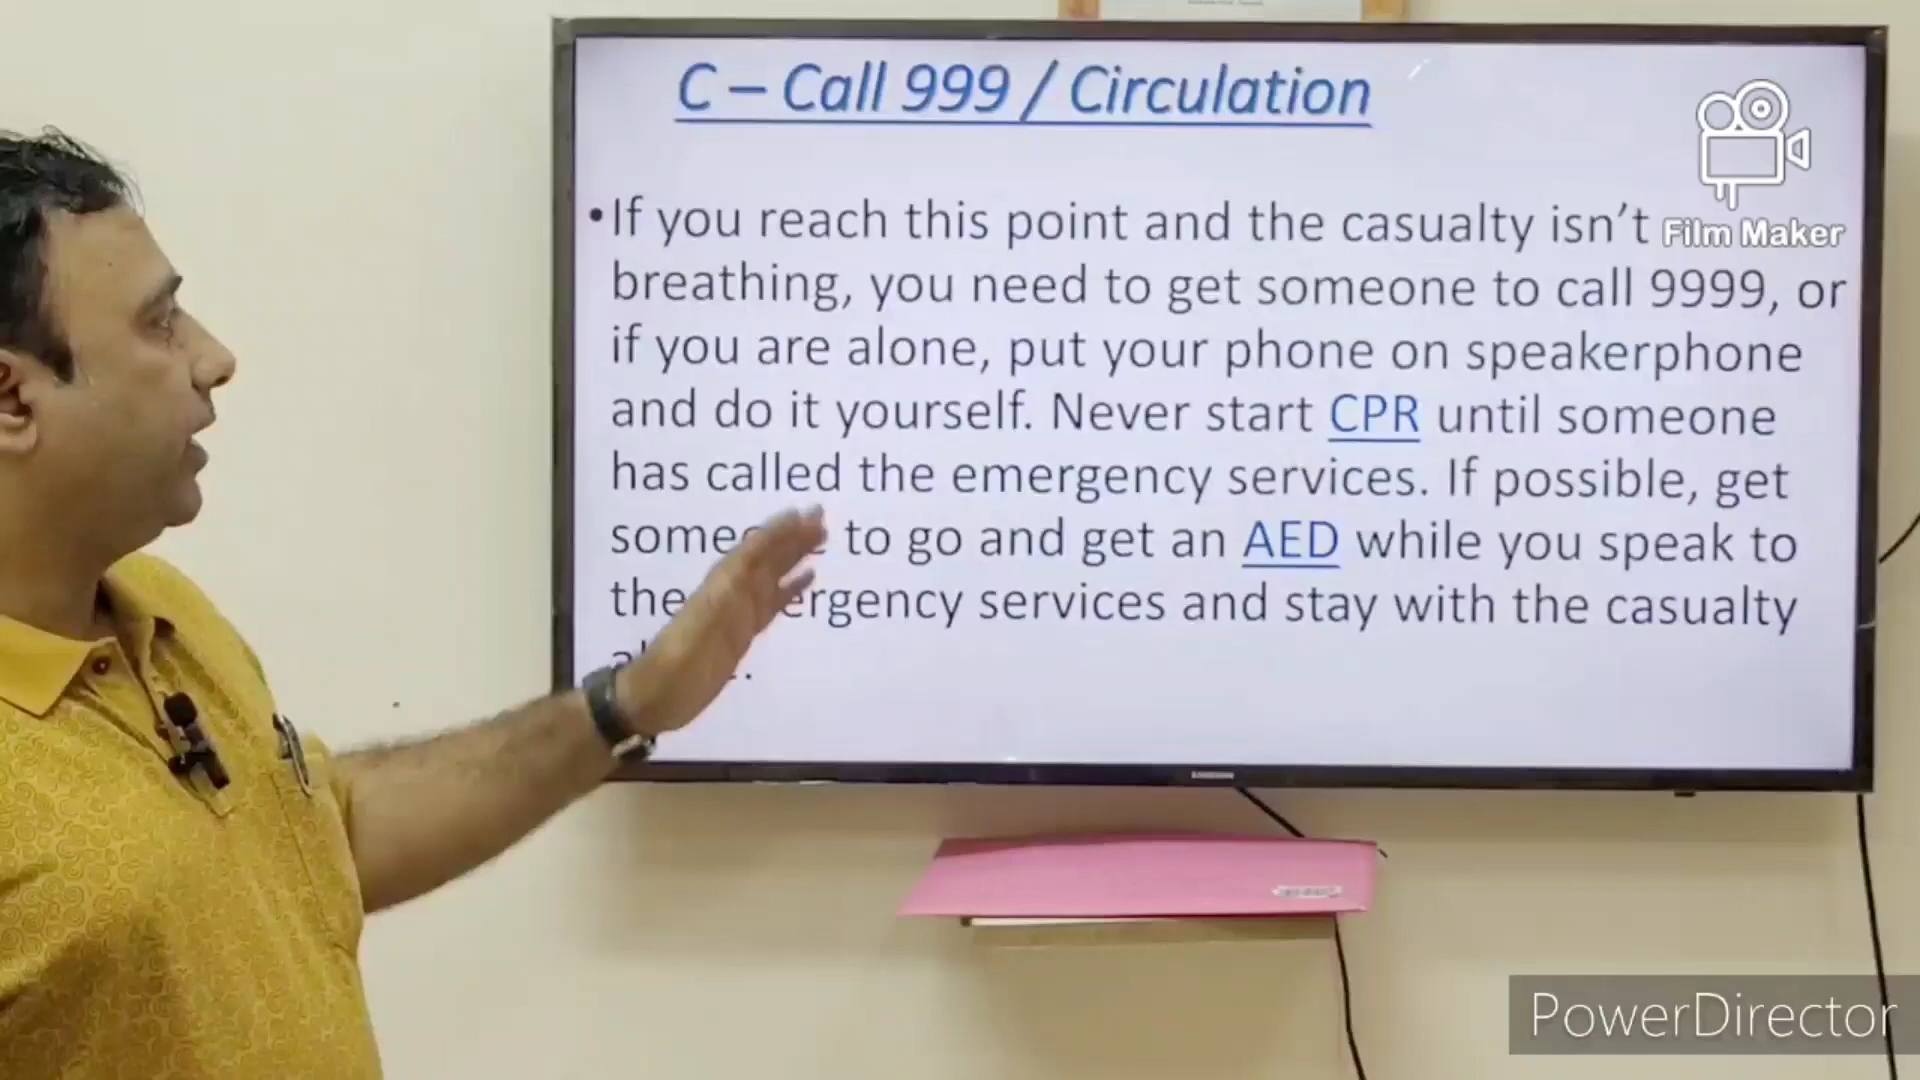 C – Call 999 / Circulation
Film Maker
•If you reach this point and the casualty isn't
breathing, you need to get someone to call 9999, or
if you are alone, put your phone on speakerphone
and do it yourself. Never start CPR until someone
has called the emergency services. If possible, get
to go and get an AED while you speak to
services and stay with the casualty
SAMSUNG
PowerDirector